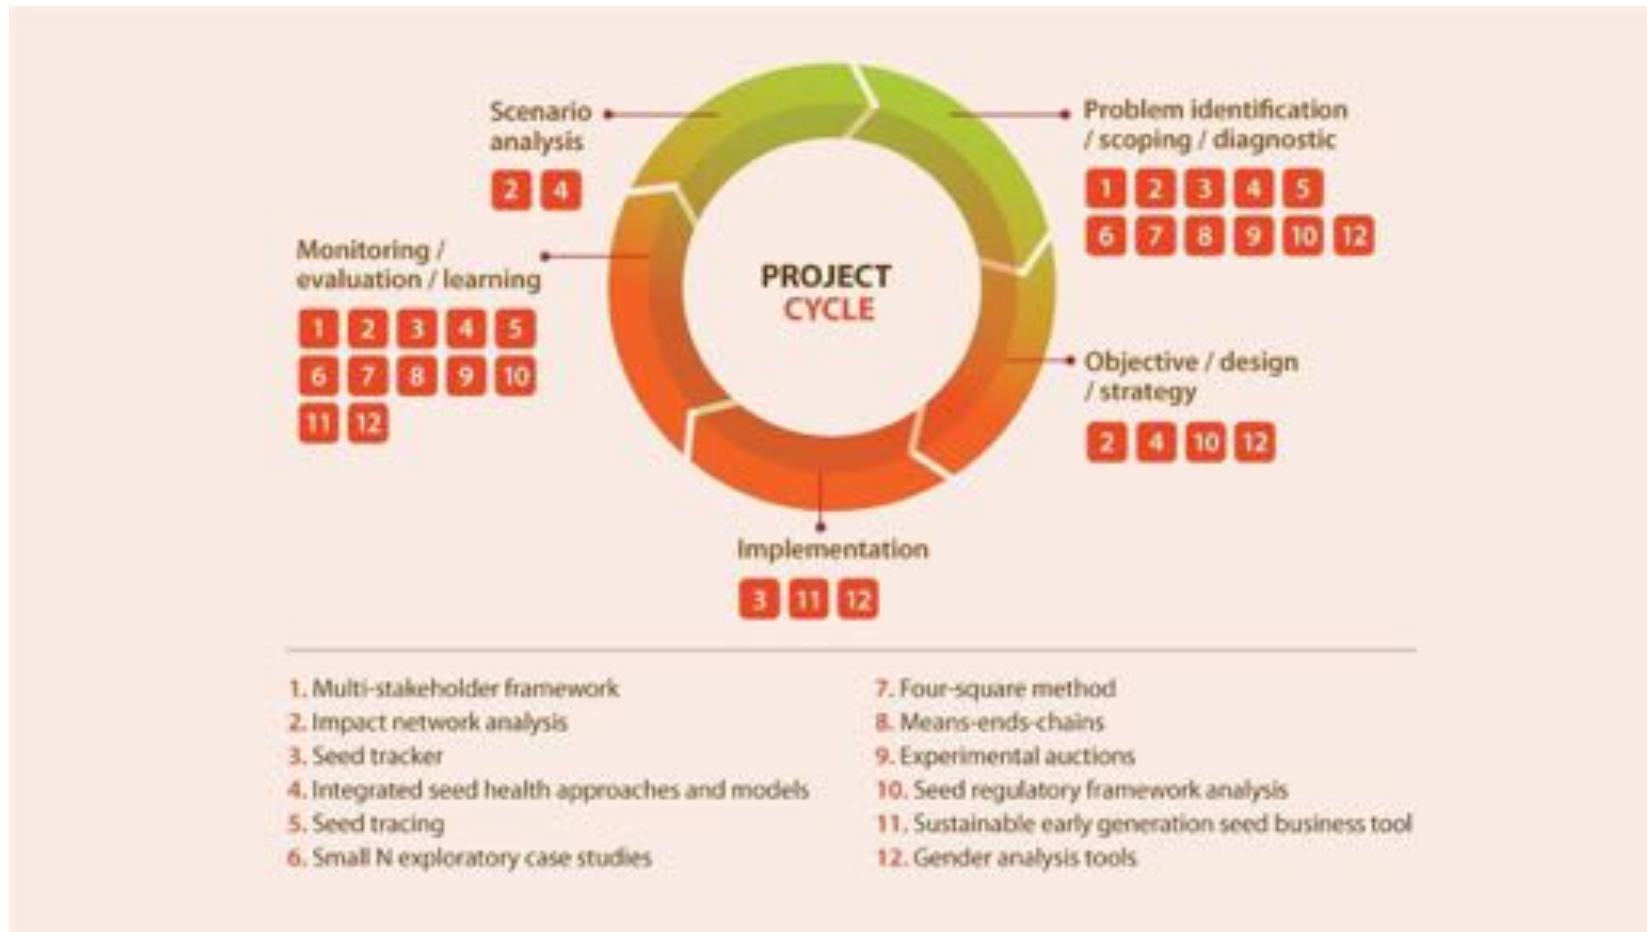 Scenario
analysis
2 4
Problem identification
/ scoping / diagnostic
1 2 3 4 5
6 7 8 9 10 12
Monitoring /
evaluation / learning
1 2 3 4 5
6 7 8 9 10
11 12
PROJECT
CYCLE
Objective / design
/ strategy
2 4 10 12
Implementation
3 11 12
1. Multi-stakeholder framework
2. Impact network analysis
3. Seed tracker
4. Integrated seed health approaches and models
5. Seed tracing
6. Small N exploratory case studies
7. Four-square method
8. Means-ends-chains
9. Experimental auctions
10. Seed regulatory framework analysis
11. Sustainable early generation seed business tool
12. Gender analysis tools